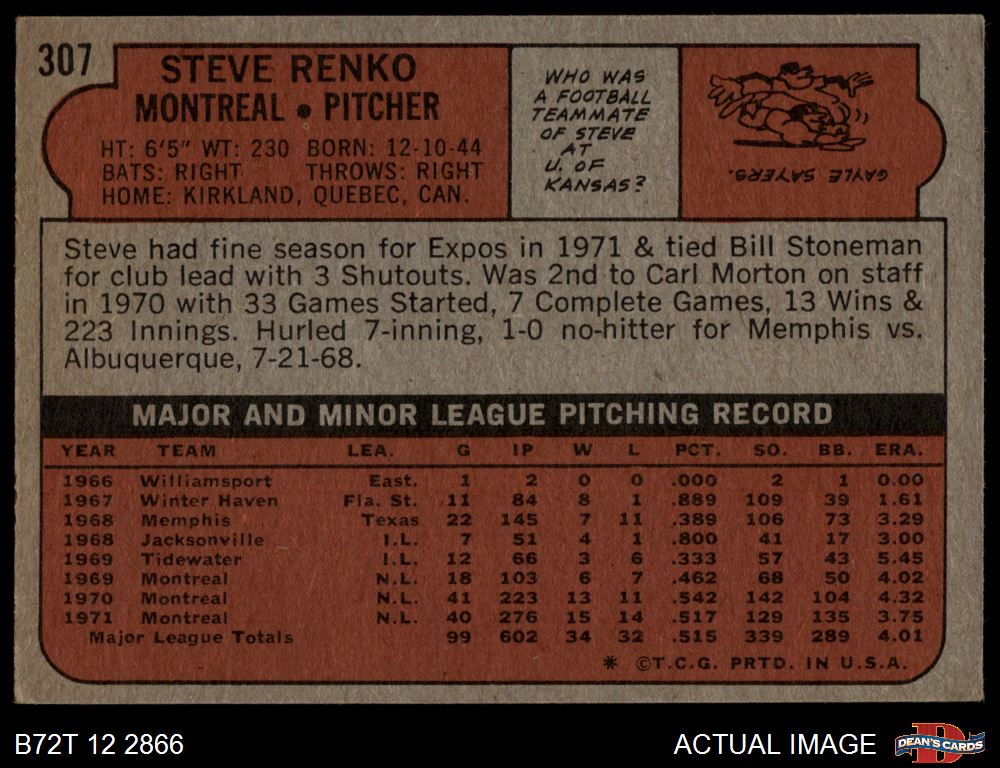 307
STEVE RENKO
MONTREAL • PITCHER
HT: 6'5" WT: 230 BORN: 12-10-44
BATS: RIGHT THROWS: RIGHT
HOME: KIRKLAND, QUEBEC, CAN.
WHO WAS
A FOOTBALL
TEAMMATE
OF STEVE
AT
U. OF
KANSAS?
GAYLE SAYERS.
Steve had fine season for Expos in 1971 & tied Bill Stoneman
for club lead with 3 Shutouts. Was 2nd to Carl Morton on staff
in 1970 with 33 Games Started, 7 Complete Games, 13 Wins &
223 Innings. Hurled 7-inning, 1-0 no-hitter for Memphis vs.
Albuquerque, 7-21-68.
MAJOR AND MINOR LEAGUE PITCHING RECORD
YEAR TEAM LEA. G IP W L PCT. SO. BB. ERA.
1966 Williamsport East. 1 2 0 0 .000 2 1 0.00
1967 Winter Haven Fla. St. 11 84 8 1 .889 109 39 1.61
1968 Memphis Texas 22 145 7 11 .389 106 73 3.29
1968 Jacksonville I.L. 7 51 4 1 .800 41 17 3.00
1969 Tidewater I.L. 12 66 3 6 .333 57 43 5.45
1969 Montreal N.L. 18 103 6 7 .462 68 50 4.02
1970 Montreal N.L. 41 223 13 11 .542 142 104 4.32
1971 Montreal N.L. 40 276 15 14 .517 129 135 3.75
Major League Totals 99 602 34 32 .515 339 289 4.01
* ©T.C.G. PRTD. IN U.S.A.
B72T 12 2866
ACTUAL IMAGE
D
DEAN'S CARDS